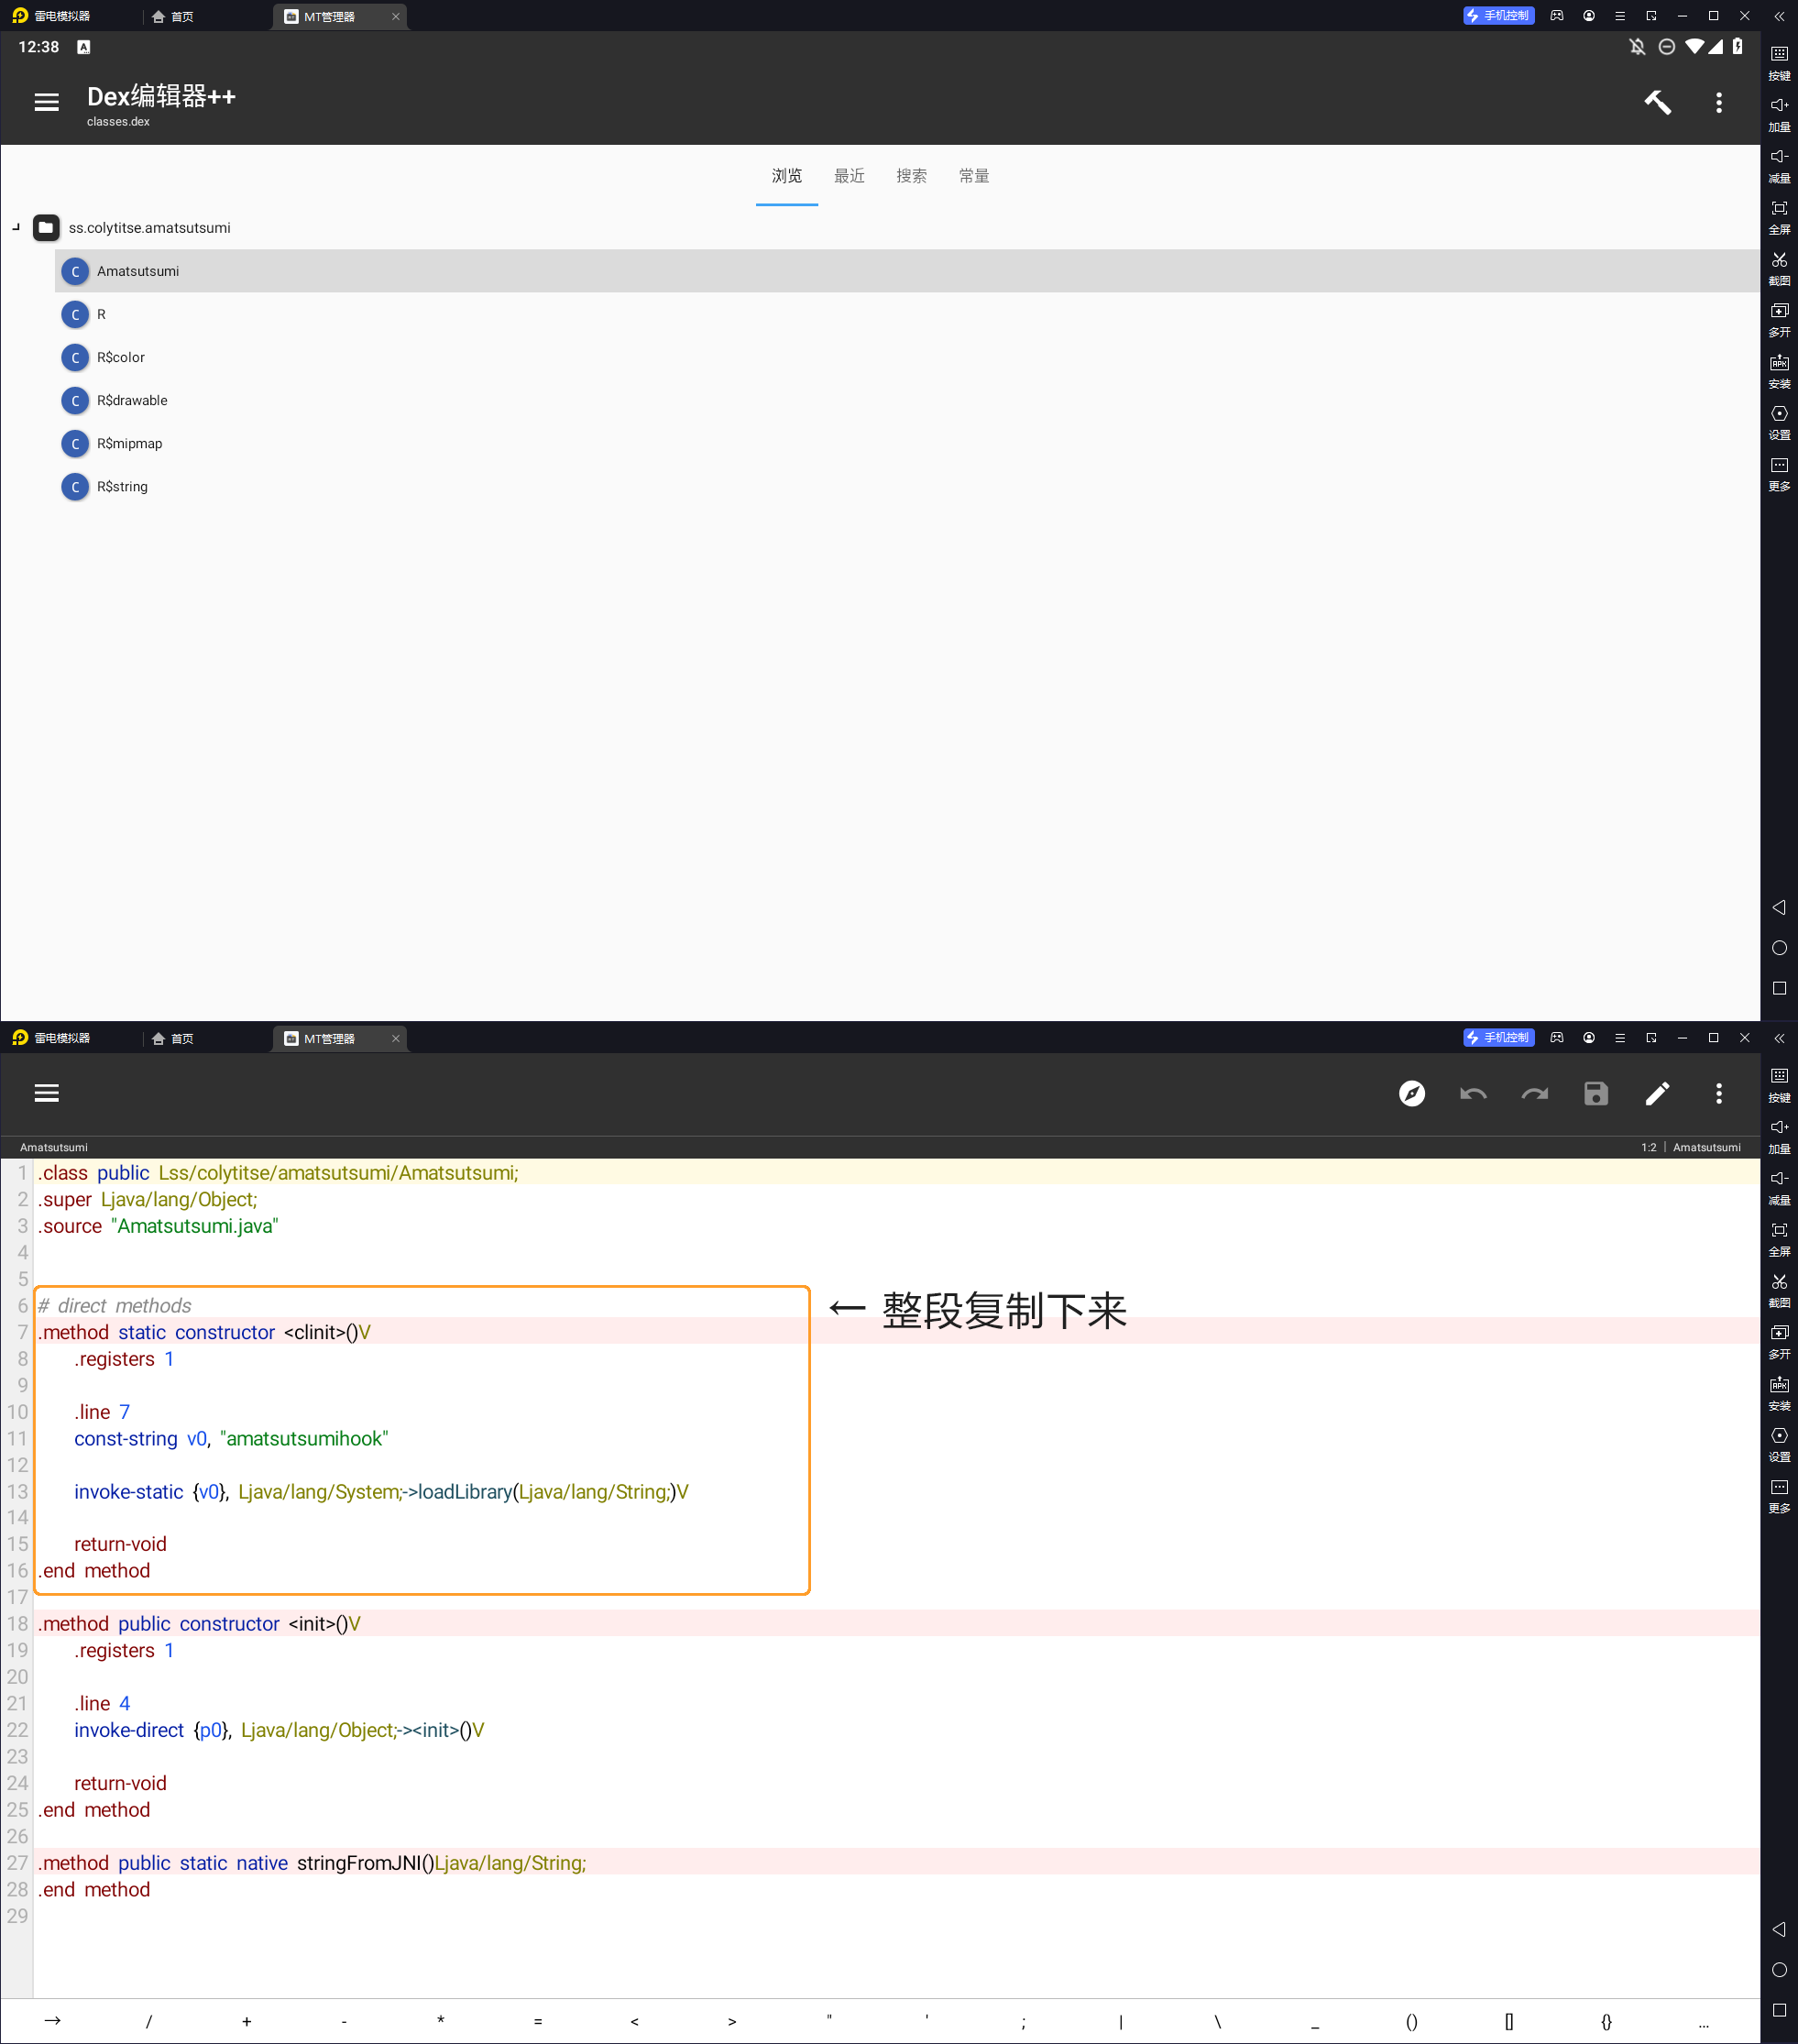 雷电模拟器
首页
MT管理器
手机控制
12:38
A
Dex编辑器++
classes.dex
浏览 最近 搜索 常量
ss.colytitse.amatsutsumi
C Amatsutsumi
C R
C R$color
C R$drawable
C R$mipmap
C R$string
按键
加量
减量
全屏
截图
多开
APK
安装
设置
更多
雷电模拟器
首页
MT管理器
手机控制
Amatsutsumi
1:2 | Amatsutsumi
1 .class public Lss/colytitse/amatsutsumi/Amatsutsumi;
2 .super Ljava/lang/Object;
3 .source "Amatsutsumi.java"
4
5
6 # direct methods
← 整段复制下来
7 .method static constructor <clinit>()V
8 .registers 1
9
10 .line 7
11 const-string v0, "amatsutsumihook"
12
13 invoke-static {v0}, Ljava/lang/System;->loadLibrary(Ljava/lang/String;)V
14
15 return-void
16 .end method
17
18 .method public constructor <init>()V
19 .registers 1
20
21 .line 4
22 invoke-direct {p0}, Ljava/lang/Object;-><init>()V
23
24 return-void
25 .end method
26
27 .method public static native stringFromJNI()Ljava/lang/String;
28 .end method
29
→ / + - * = < > " ' ; | \ _ () [] {} ...
按键
加量
减量
全屏
截图
多开
APK
安装
设置
更多